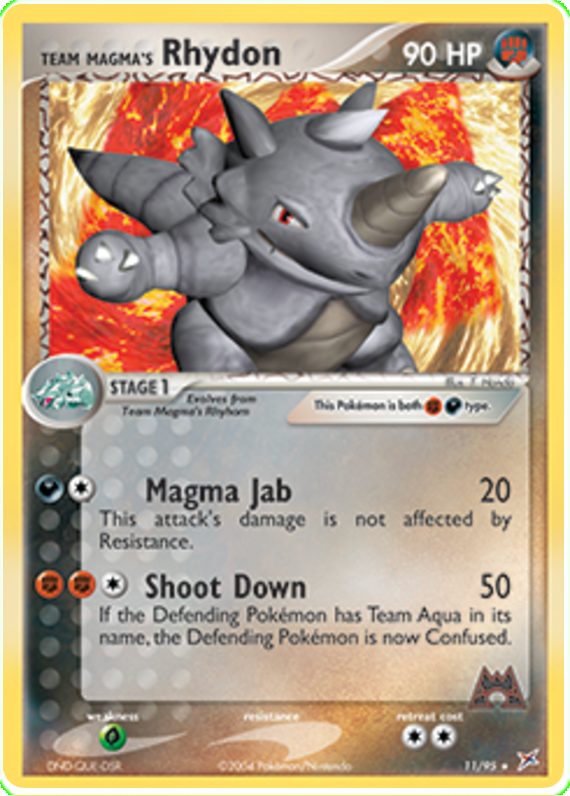 TEAM MAGMA'S Rhydon 90 HP
Illus. T. Honda
STAGE 1
Evolves from
Team Magma's Rhyhorn
This Pokémon is both type.
Magma Jab 20
This attack's damage is not affected by
Resistance.
Shoot Down 50
If the Defending Pokémon has Team Aqua in its
name, the Defending Pokémon is now Confused.
weakness resistance retreat cost
©2004 Pokémon/Nintendo 11/95 ★